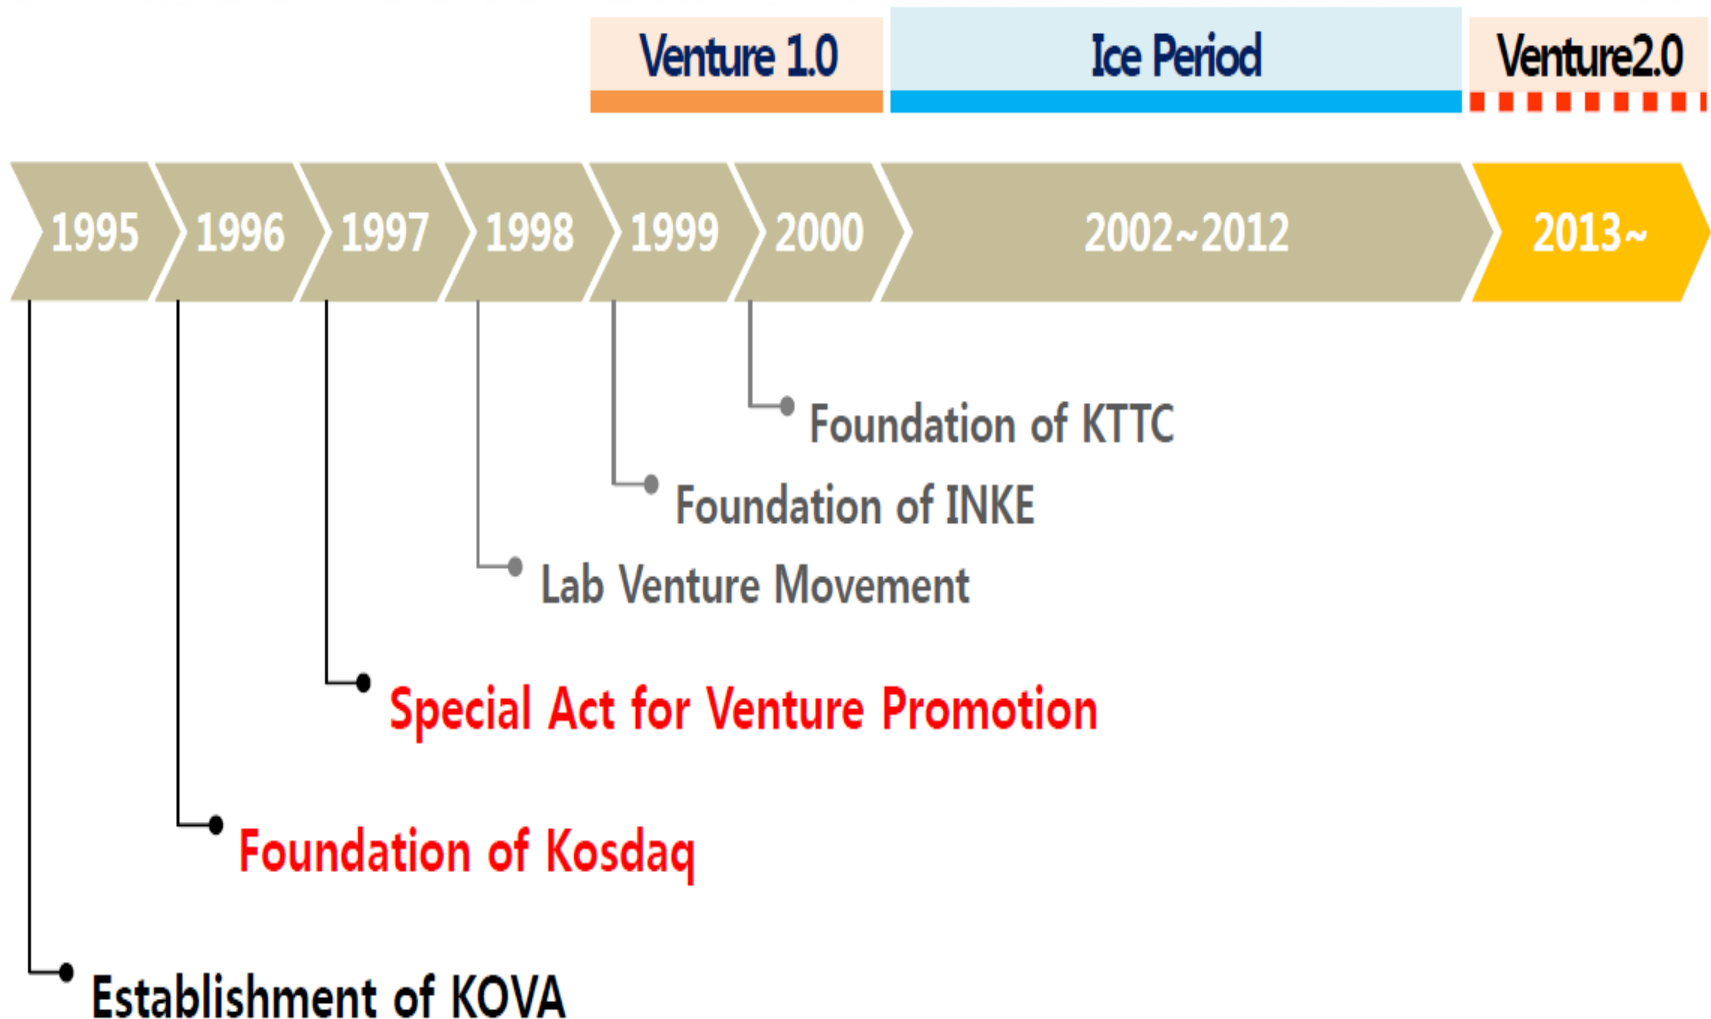 Venture 1.0
Ice Period
Venture2.0
1995
1996
1997
1998
1999
2000
2002~2012
2013~
Foundation of KTTC
Foundation of INKE
Lab Venture Movement
Special Act for Venture Promotion
Foundation of Kosdaq
Establishment of KOVA